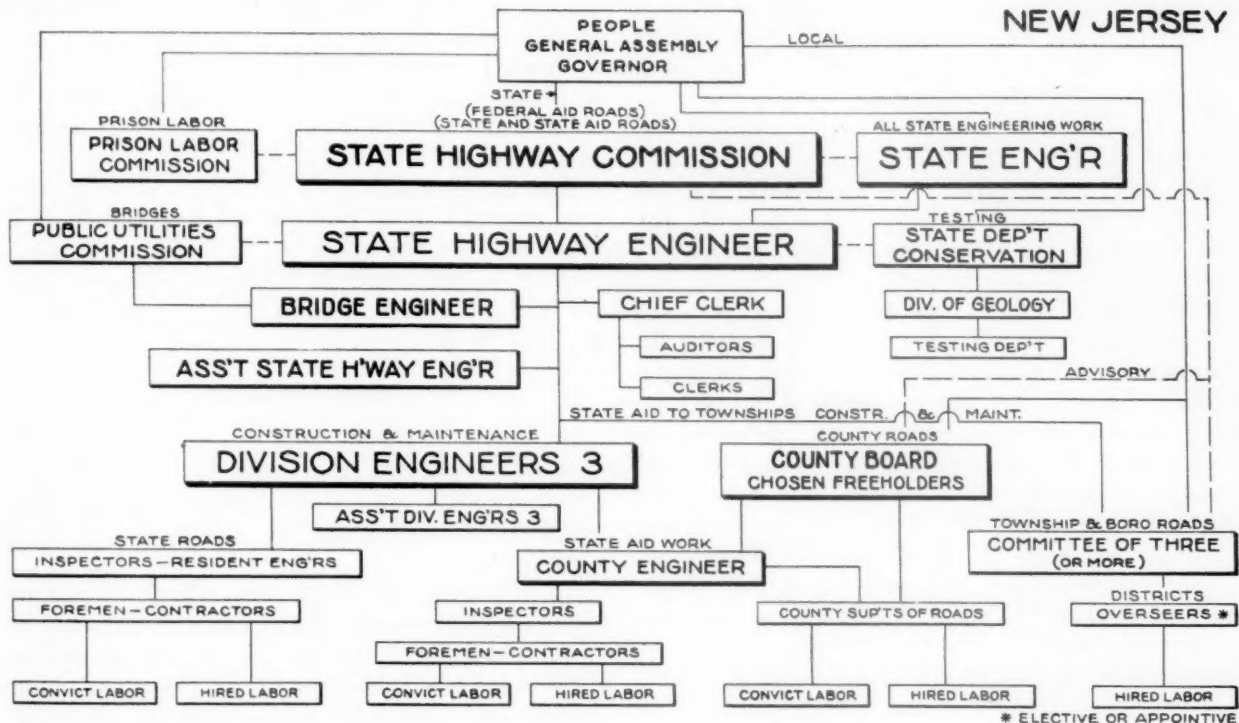 NEW JERSEY
PEOPLE
GENERAL ASSEMBLY
GOVERNOR
LOCAL
STATE*
(FEDERAL AID ROADS)
(STATE AND STATE AID ROADS)
PRISON LABOR
PRISON LABOR
COMMISSION
STATE HIGHWAY COMMISSION
ALL STATE ENGINEERING WORK
STATE ENG'R
BRIDGES
PUBLIC UTILITIES
COMMISSION
STATE HIGHWAY ENGINEER
TESTING
STATE DEP'T
CONSERVATION
BRIDGE ENGINEER
CHIEF CLERK
DIV. OF GEOLOGY
AUDITORS
TESTING DEP'T
ASS'T STATE H'WAY ENG'R
CLERKS
ADVISORY
STATE AID TO TOWNSHIPS CONSTR. & MAINT.
CONSTRUCTION & MAINTENANCE
DIVISION ENGINEERS 3
COUNTY ROADS
COUNTY BOARD
CHOSEN FREEHOLDERS
ASS'T DIV. ENG'RS 3
STATE ROADS
INSPECTORS-RESIDENT ENG'RS
STATE AID WORK
COUNTY ENGINEER
TOWNSHIP & BORO ROADS
COMMITTEE OF THREE
(OR MORE)
FOREMEN-CONTRACTORS
INSPECTORS
COUNTY SUP'TS OF ROADS
DISTRICTS
OVERSEERS *
FOREMEN-CONTRACTORS
CONVICT LABOR
HIRED LABOR
CONVICT LABOR
HIRED LABOR
CONVICT LABOR
HIRED LABOR
HIRED LABOR
* ELECTIVE OR APPOINTIVE